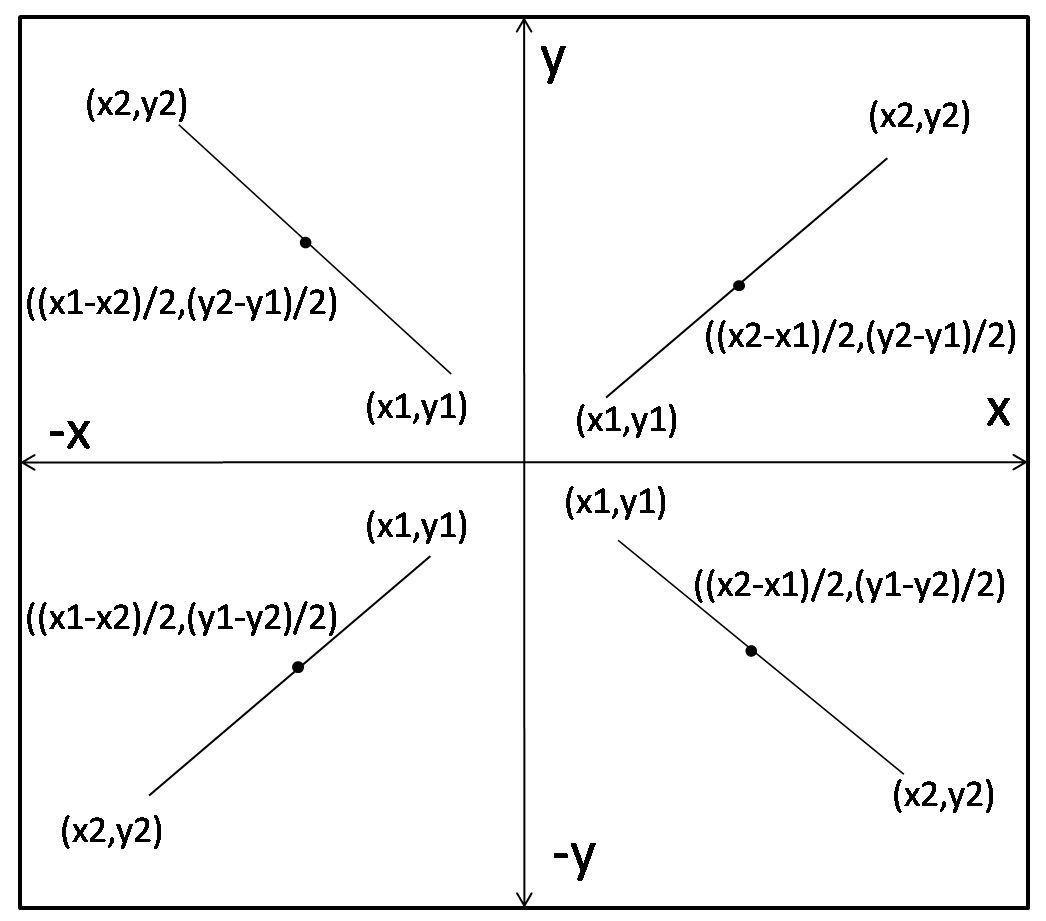 y
(x2,y2)
(x2,y2)
((x1-x2)/2,(y2-y1)/2)
((x2-x1)/2,(y2-y1)/2)
(x1,y1)
(x1,y1)
-x
x
(x1,y1)
(x1,y1)
((x1-x2)/2,(y1-y2)/2)
((x2-x1)/2,(y1-y2)/2)
(x2,y2)
(x2,y2)
-y